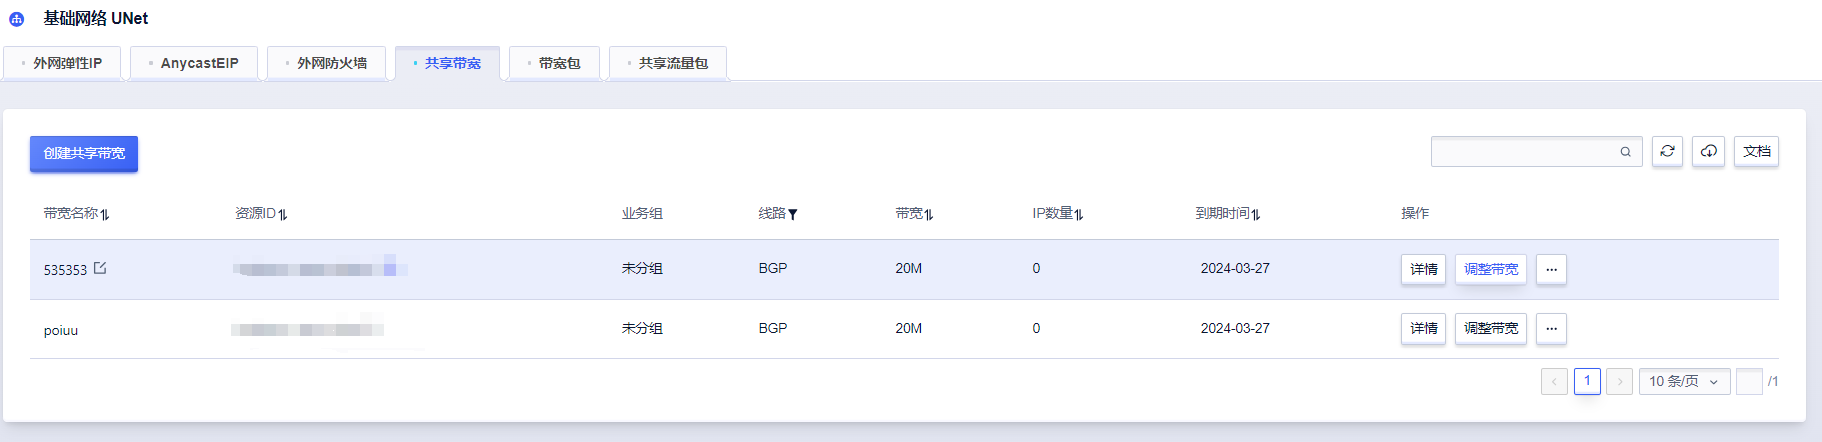 基础网络 UNet
外网弹性IP AnycastEIP 外网防火墙 共享带宽 带宽包 共享流量包
创建共享带宽 文档
带宽名称 资源ID 业务组 线路 带宽 IP数量 到期时间 操作
535353 未分组 BGP 20M 0 2024-03-27 详情 调整带宽 ...
poiuu 未分组 BGP 20M 0 2024-03-27 详情 调整带宽 ...
1 10 条/页 /1